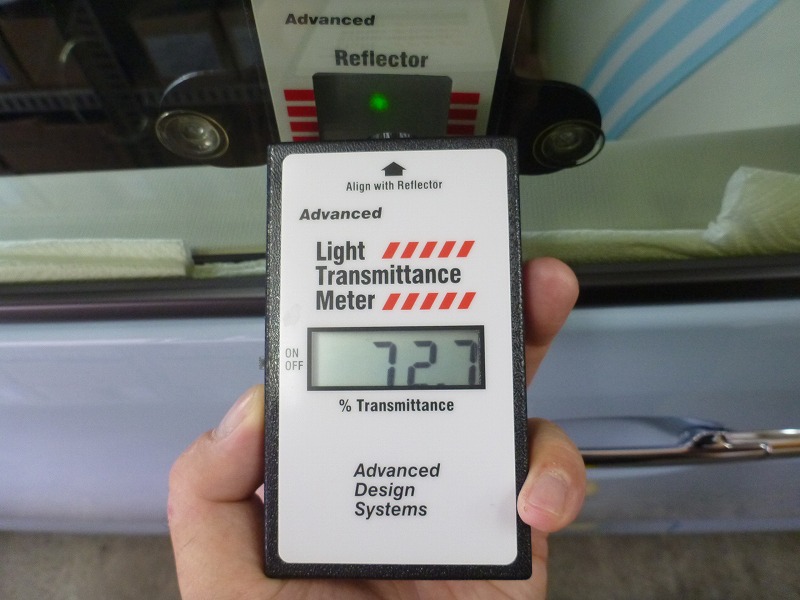 Advanced
Reflector
Align with Reflector
Advanced
Light
Transmittance
Meter
ON
OFF
72.7
% Transmittance
Advanced
Design
Systems